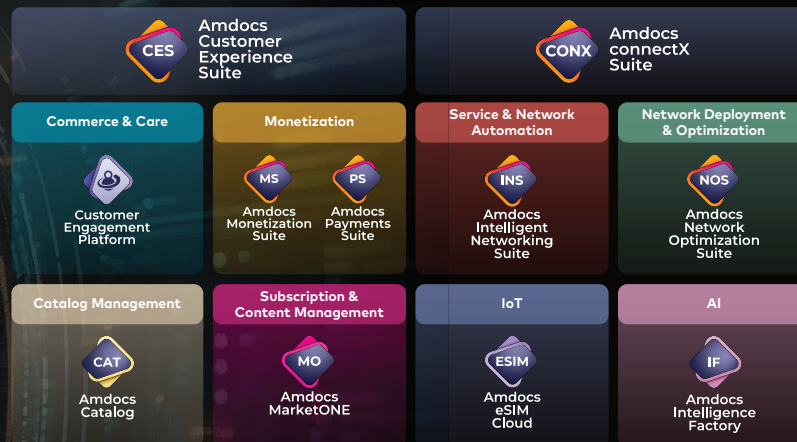 CES
Amdocs
Customer
Experience
Suite
CONX
Amdocs
connectX
Suite
Commerce & Care
Customer
Engagement
Platform
Monetization
MS
Amdocs
Monetization
Suite
PS
Amdocs
Payments
Suite
Service & Network
Automation
INS
Amdocs
Intelligent
Networking
Suite
Network Deployment
& Optimization
NOS
Amdocs
Network
Optimization
Suite
Catalog Management
CAT
Amdocs
Catalog
Subscription &
Content Management
MO
Amdocs
MarketONE
IoT
ESIM
Amdocs
eSIM
Cloud
AI
IF
Amdocs
Intelligence
Factory